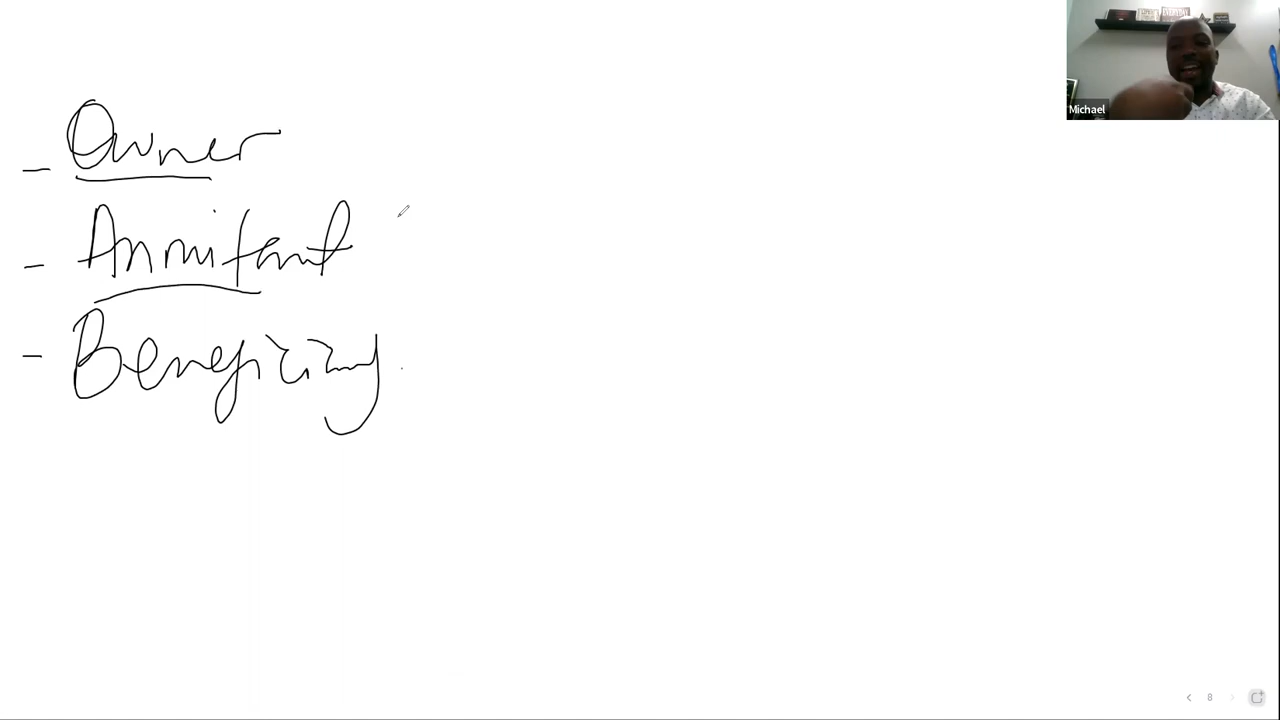 - Owner
- Annuitant
- Beneficiary
Michael
8